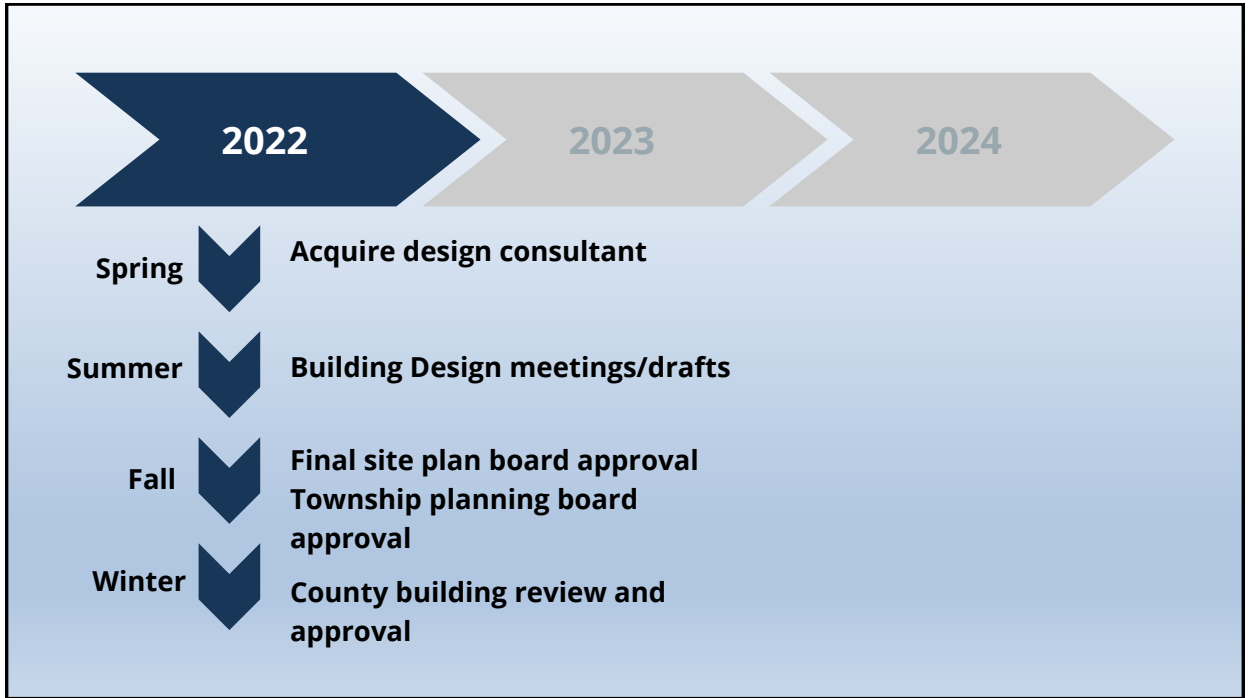 2022
2023
2024
Spring
Acquire design consultant
Summer
Building Design meetings/drafts
Fall
Final site plan board approval
Township planning board
approval
Winter
County building review and
approval